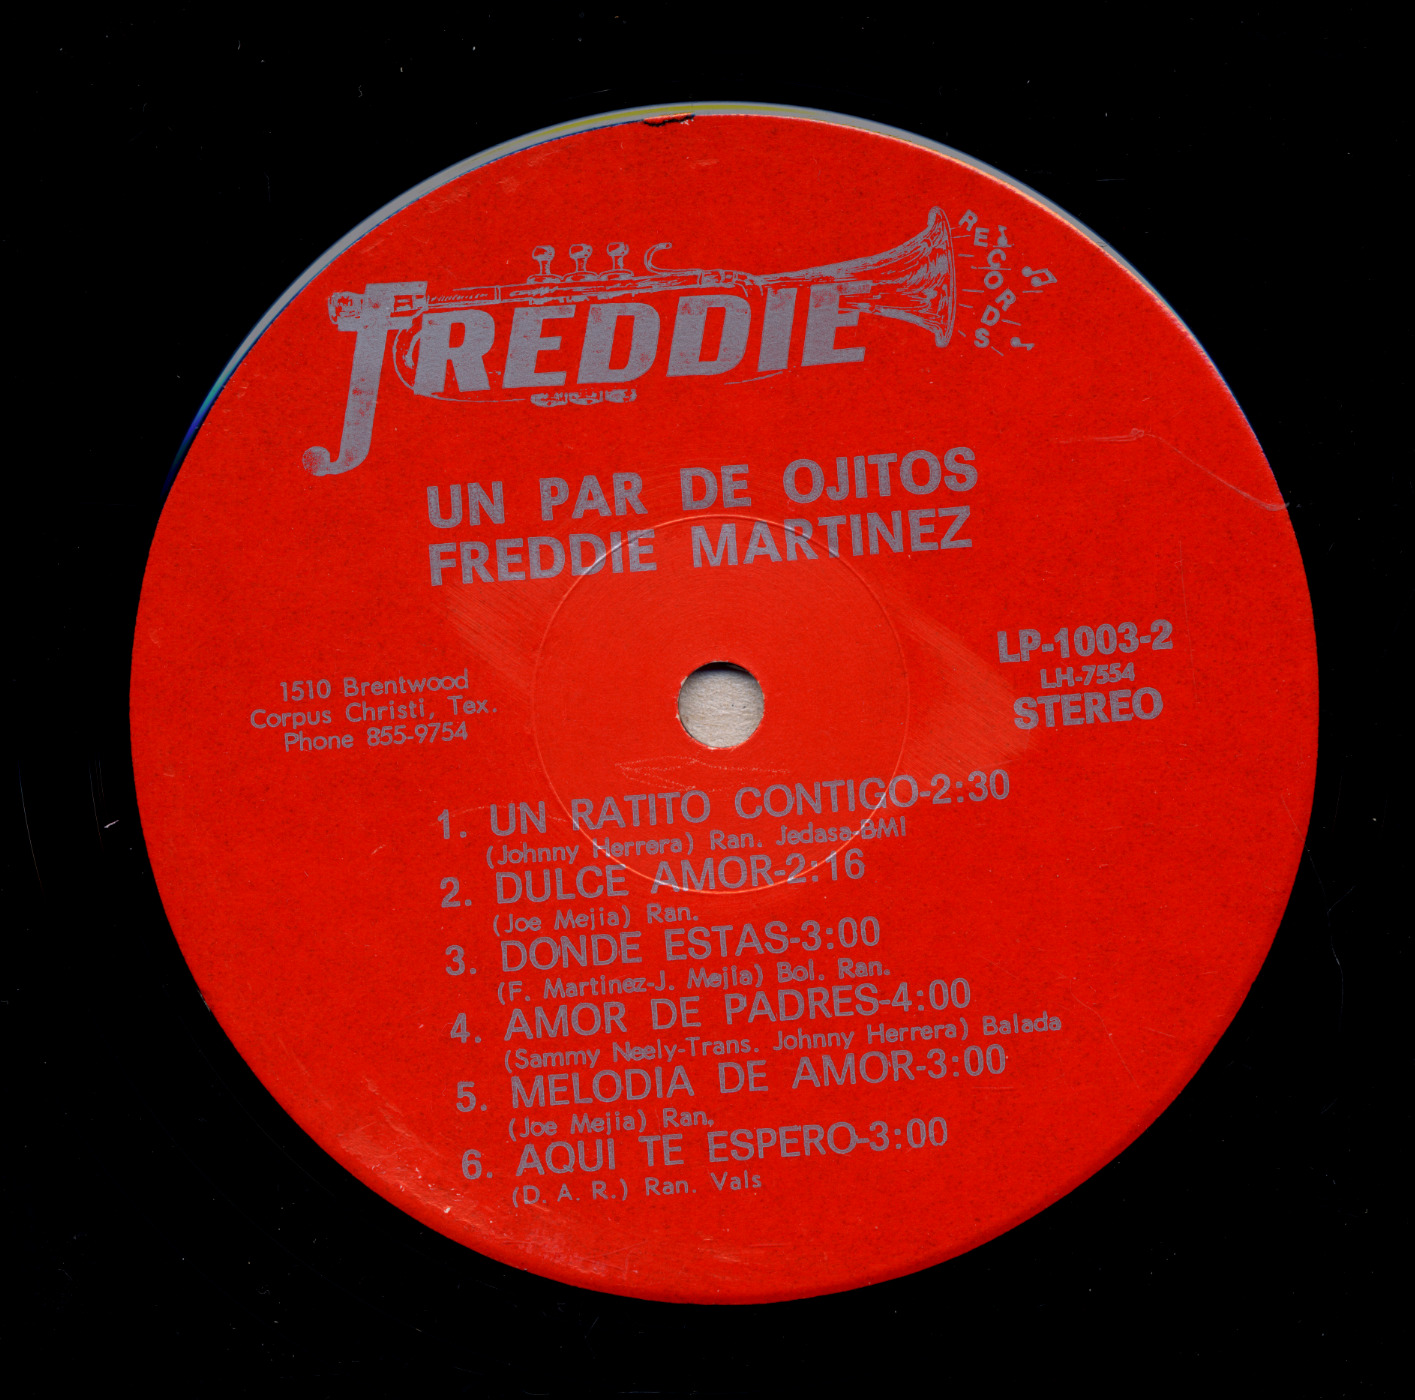 FREDDIE
RECORDS
UN PAR DE OJITOS
FREDDIE MARTINEZ
LP-1003-2
LH-7554
STEREO
1510 Brentwood
Corpus Christi, Tex.
Phone 855-9754
1. UN RATITO CONTIGO-2:30
(Johnny Herrera) Ran. Jedasa-BMI
2. DULCE AMOR-2:16
(Joe Mejia) Ran.
3. DONDE ESTAS-3:00
(F. Martinez-J. Mejia) Bol. Ran.
4. AMOR DE PADRES-4:00
(Sammy Neely-Trans. Johnny Herrera) Balada
5. MELODIA DE AMOR-3:00
(Joe Mejia) Ran,
6. AQUI TE ESPERO-3:00
(D. A. R.) Ran. Vals